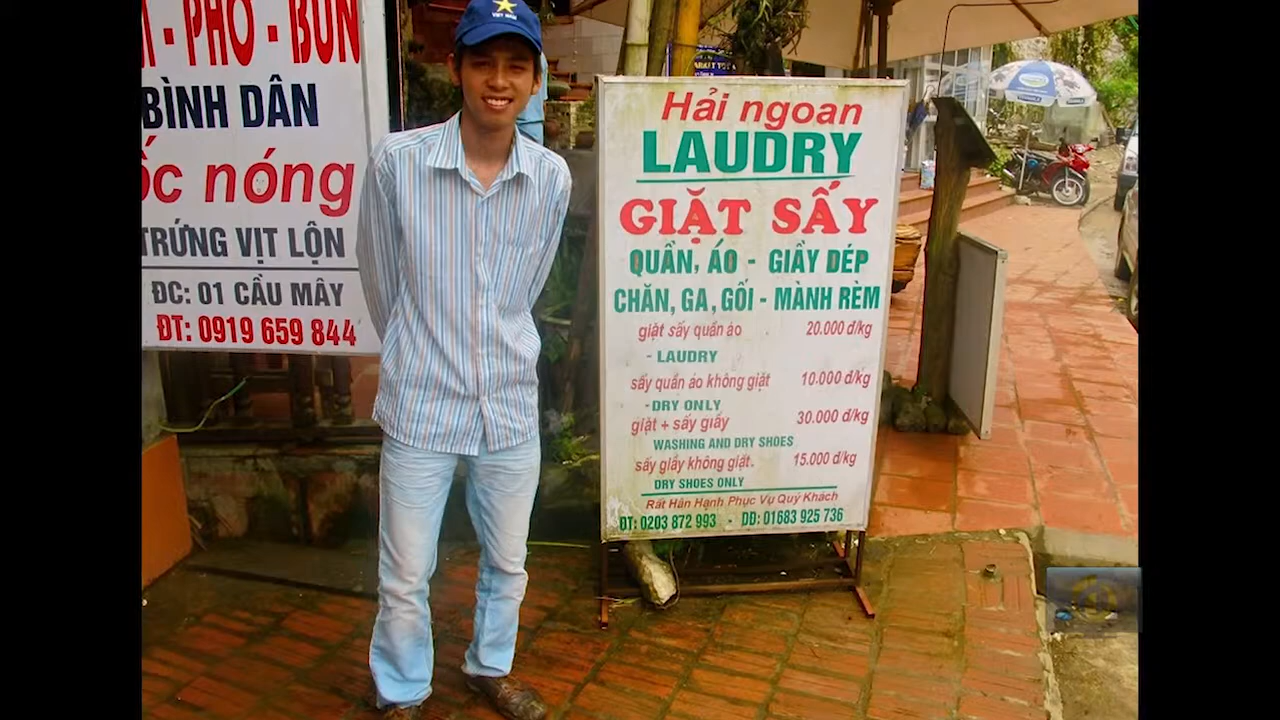 - PHỞ - BÚN
BÌNH DÂN
ốc nóng
TRỨNG VỊT LỘN
ĐC: 01 CẦU MÂY
ĐT: 0919 659 844
VIET NAM
Hải ngoan
LAUDRY
GIẶT SẤY
QUẦN, ÁO - GIẦY DÉP
CHĂN, GA, GỐI - MÀNH RÈM
giặt sấy quần áo 20.000 đ/kg
- LAUDRY
sấy quần áo không giặt 10.000 đ/kg
- DRY ONLY
giặt + sấy giầy 30.000 đ/kg
WASHING AND DRY SHOES
sấy giầy không giặt. 15.000 đ/kg
DRY SHOES ONLY
Rất Hân Hạnh Phục Vụ Quý Khách
ĐT: 0203 872 993 - DĐ: 01683 925 736